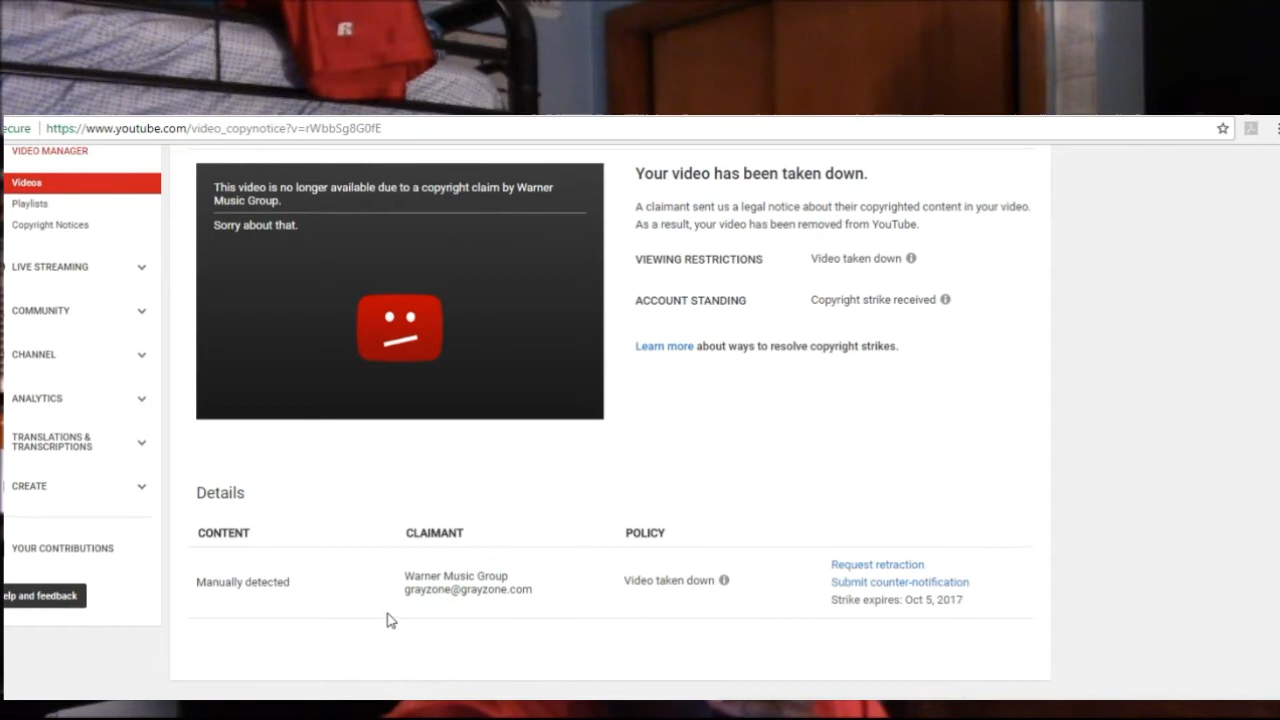 ecure
https://www.youtube.com/video_copynotice?v=rWbbSg8G0fE
VIDEO MANAGER
Videos
Playlists
Copyright Notices
LIVE STREAMING
COMMUNITY
CHANNEL
ANALYTICS
TRANSLATIONS &
TRANSCRIPTIONS
CREATE
YOUR CONTRIBUTIONS
elp and feedback
This video is no longer available due to a copyright claim by Warner
Music Group.
Sorry about that.
Your video has been taken down.
A claimant sent us a legal notice about their copyrighted content in your video.
As a result, your video has been removed from YouTube.
VIEWING RESTRICTIONS Video taken down
ACCOUNT STANDING Copyright strike received
Learn more about ways to resolve copyright strikes.
Details
CONTENT CLAIMANT POLICY
Manually detected
Warner Music Group
grayzone@grayzone.com
Video taken down
Request retraction
Submit counter-notification
Strike expires: Oct 5, 2017